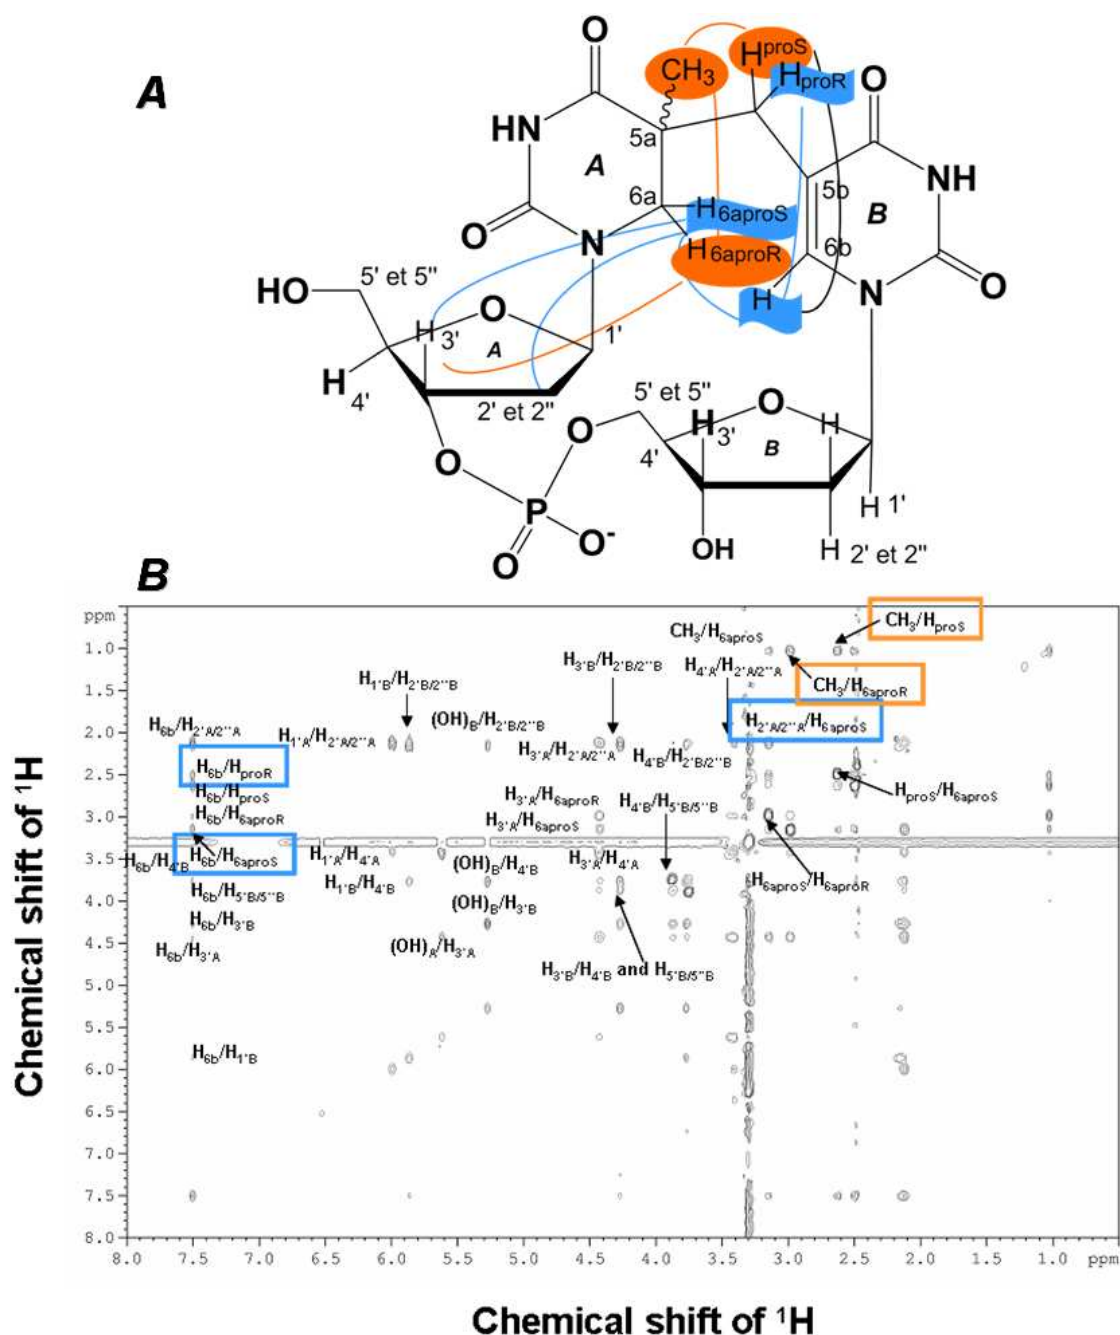 A
O
CH3
HproS
HproR
O
HN
5a
A
NH
6a
H6aproS
5b
B
O
N
H6aproR
6b
5' et 5''
HO
O
H
N
O
H
3'
A
1'
H
4'
2' et 2''
5' et 5''
O
H
H
O
3'
B
O
4'
P
H
1'
O
O-
OH
H
2' et 2''
B
ppm
CH3/HproS
CH3/H6aproS
1.0
H3'B/H2'B/2''B
H4'A/H2'A/2''A
H1'B/H2'B/2''B
CH3/H6aproR
1.5
H6b/H2'A/2''A
H1'A/H2'A/2''A
(OH)B/H2'B/2''B
H2'A/2''A/H6aproS
2.0
H3'A/H2'A/2''A
H4'B/H2'B/2''B
H6b/HproR
2.5
H6b/HproS
H3'A/H6aproR
H4'B/H5'B/5''B
HproS/H6aproS
H6b/H6aproR
3.0
H3'A/H6aproS
H6b/H4'B
H6b/H6aproS
H1'A/H4'A
(OH)B/H4'B
H3'A/H4'A
3.5
H6b/H5'B/5''B
H1'B/H4'B
H6aproS/H6aproR
4.0
(OH)B/H3'B
H6b/H3'B
4.5
H6b/H3'A
(OH)A/H3'A
H3'B/H4'B and H5'B/5''B
5.0
5.5
H6b/H1'B
6.0
6.5
7.0
7.5
8.0
8.0 7.5 7.0 6.5 6.0 5.5 5.0 4.5 4.0 3.5 3.0 2.5 2.0 1.5 1.0 ppm
Chemical shift of 1H
Chemical shift of 1H